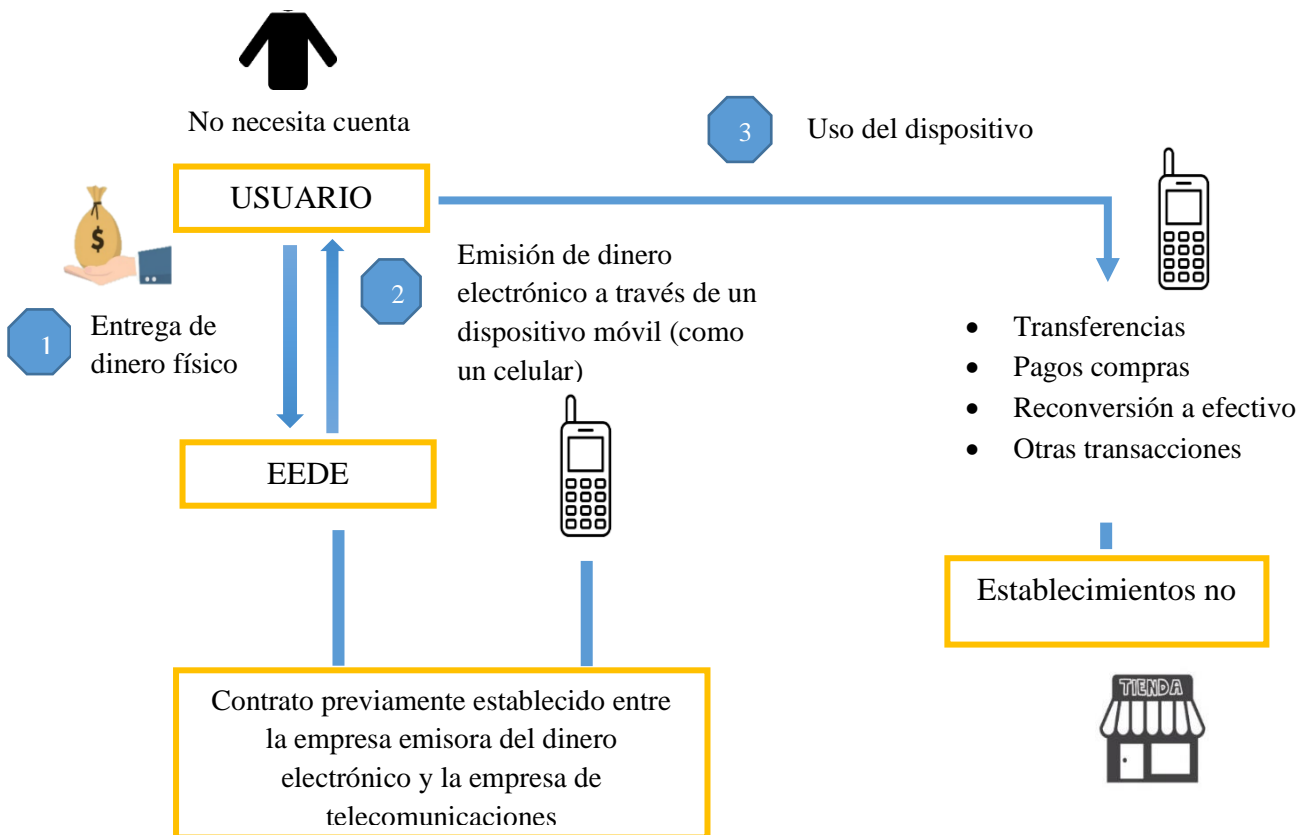 No necesita cuenta
3
Uso del dispositivo
USUARIO
$
1
Entrega de
dinero físico
2
Emisión de dinero
electrónico a través de un
dispositivo móvil (como
un celular)
• Transferencias
• Pagos compras
• Reconversión a efectivo
• Otras transacciones
EEDE
Establecimientos no
TIENDA
Contrato previamente establecido entre
la empresa emisora del dinero
electrónico y la empresa de
telecomunicaciones